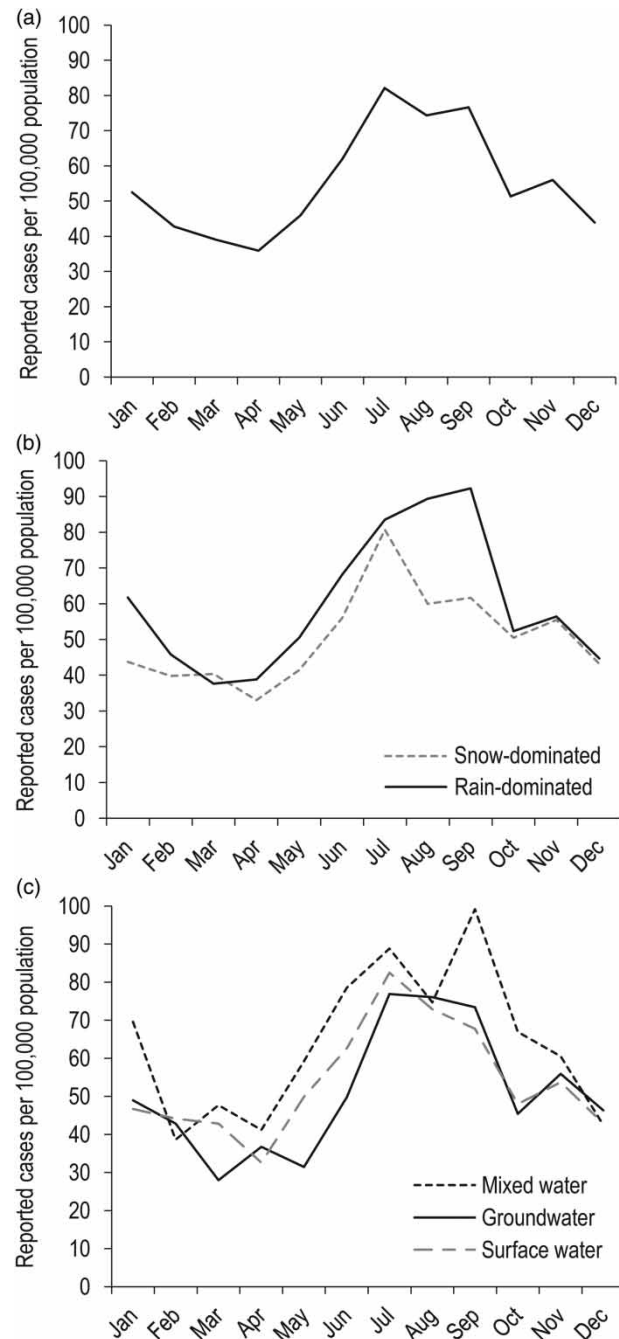 (a)
Reported cases per 100,000 population
100
90
80
70
60
50
40
30
20
10
0
Jan Feb Mar Apr May Jun Jul Aug Sep Oct Nov Dec
(b)
Reported cases per 100,000 population
100
90
80
70
60
50
40
30
20
10
0
Snow-dominated
Rain-dominated
Jan Feb Mar Apr May Jun Jul Aug Sep Oct Nov Dec
(c)
Reported cases per 100,000 population
100
90
80
70
60
50
40
30
20
10
0
Mixed water
Groundwater
Surface water
Jan Feb Mar Apr May Jun Jul Aug Sep Oct Nov Dec